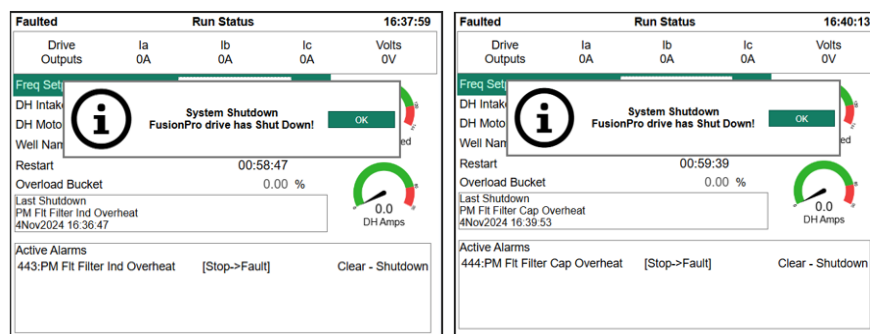 Faulted Run Status 16:37:59
Drive Outputs Ia 0A Ib 0A Ic 0A Volts 0V
Freq Set
DH Intak
DH Moto
Well Nam
System Shutdown
FusionPro drive has Shut Down!
OK
ed
Restart 00:58:47
Overload Bucket 0.00 %
Last Shutdown
PM Flt Filter Ind Overheat
4Nov2024 16:36:47
0.0
DH Amps
Active Alarms
443:PM Flt Filter Ind Overheat [Stop->Fault] Clear - Shutdown
Faulted Run Status 16:40:13
Drive Outputs Ia 0A Ib 0A Ic 0A Volts 0V
Freq Set
DH Intak
DH Moto
Well Nam
System Shutdown
FusionPro drive has Shut Down!
OK
ed
Restart 00:59:39
Overload Bucket 0.00 %
Last Shutdown
PM Flt Filter Cap Overheat
4Nov2024 16:39:53
0.0
DH Amps
Active Alarms
444:PM Flt Filter Cap Overheat [Stop->Fault] Clear - Shutdown